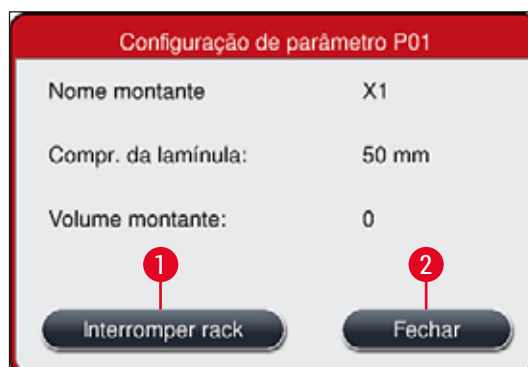 Configuração de parâmetro P01
Nome montante X1
Compr. da lamínula: 50 mm
Volume montante: 0
1 2
Interromper rack Fechar